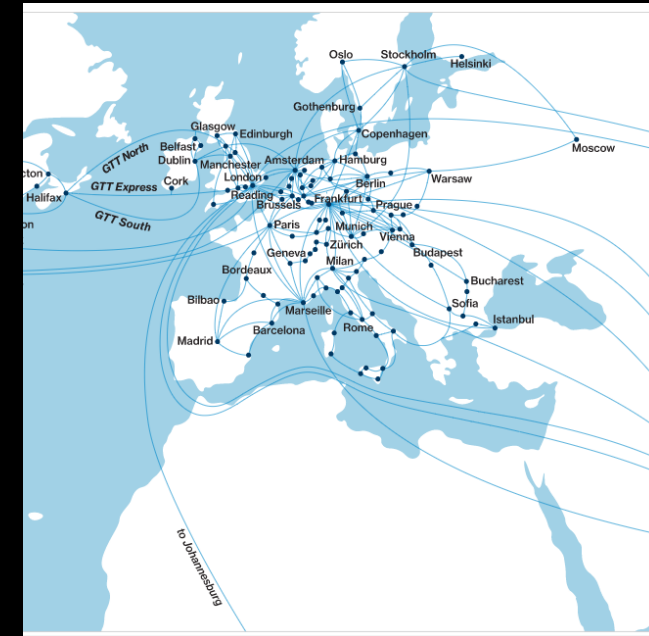 Oslo
Stockholm
Helsinki
Gothenburg
Copenhagen
Moscow
Glasgow
Edinburgh
Belfast
GTT North
Dublin
Manchester
Amsterdam
Hamburg
cton
London
Berlin
Warsaw
GTT Express
Cork
Halifax
Reading
Brussels
Frankfurt
Prague
GTT South
on
Paris
Munich
Vienna
Zürich
Geneva
Budapest
Milan
Bordeaux
Bucharest
Bilbao
Sofia
Marseille
Istanbul
Barcelona
Rome
Madrid
to Johannesburg